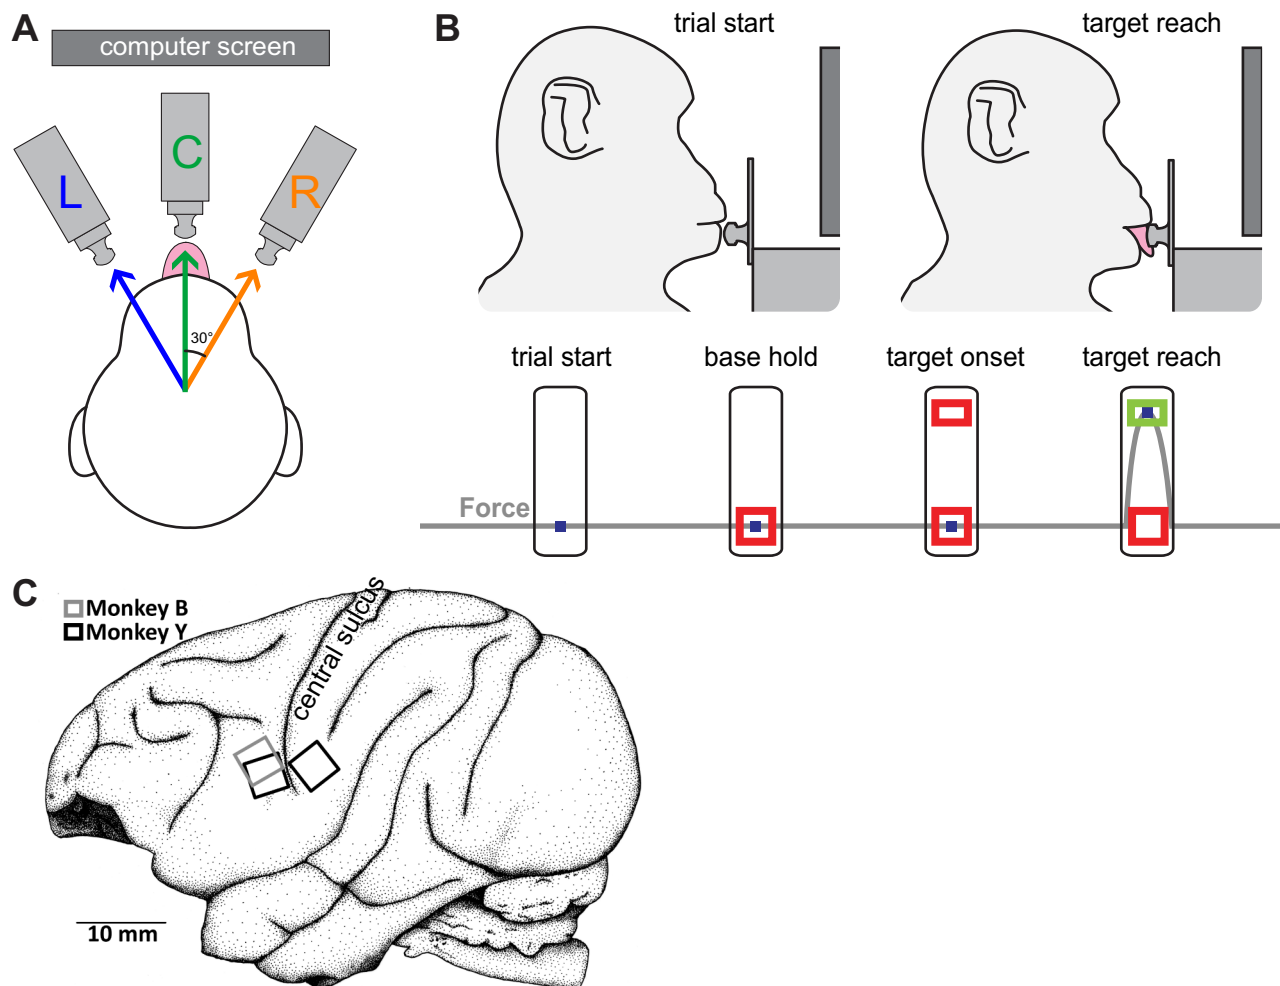 A
computer screen
L
C
R
30°
B
trial start
target reach
trial start
base hold
target onset
target reach
Force
C
Monkey B
Monkey Y
central sulcus
10 mm